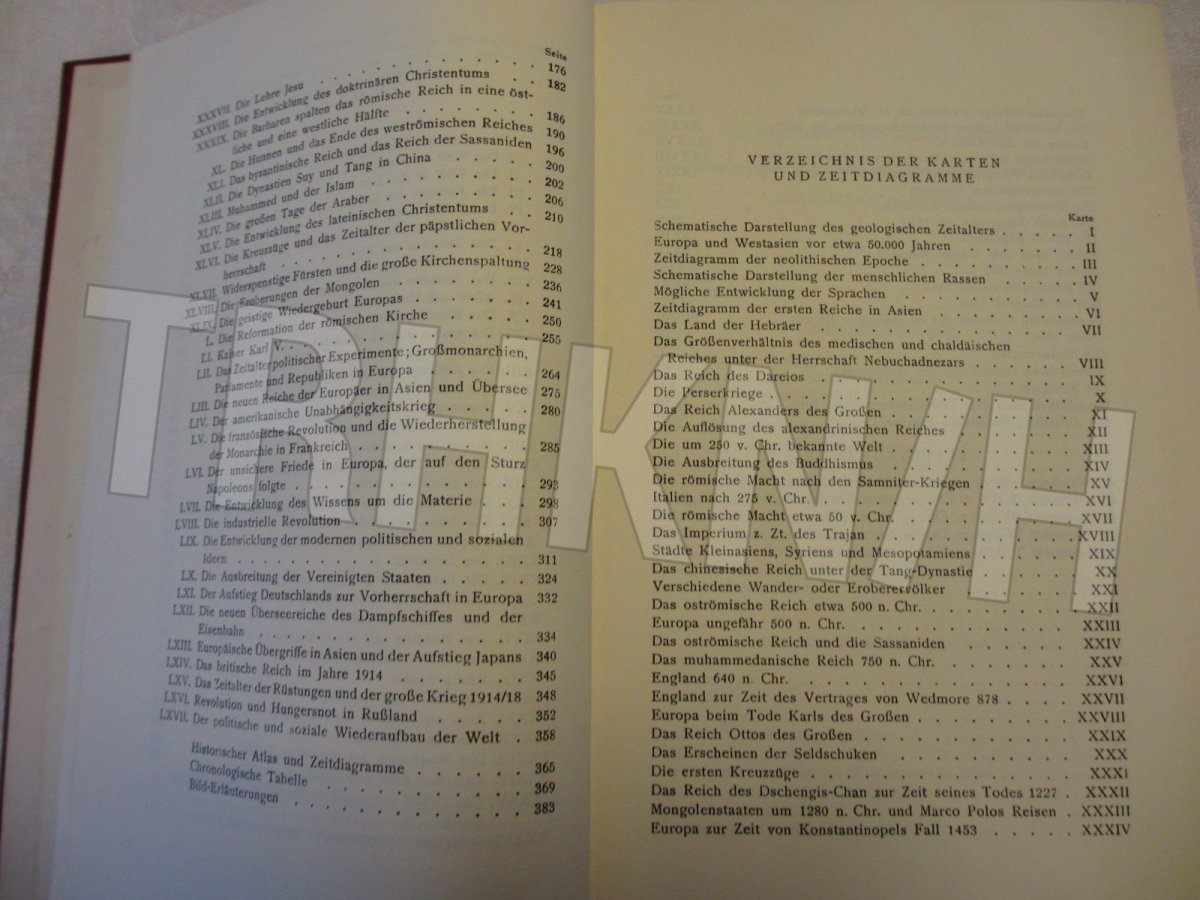 Seite
XXXVII. Die Lehre Jesu . . . . . . . . . . 176
XXXVIII. Die Entwicklung des doktrinären Christentums . . 182
XXXIX. Die Barbaren spalten das römische Reich in eine öst-
liche und eine westliche Hälfte . . . . . . 186
XL. Die Hunnen und das Ende des weströmischen Reiches 190
XLI. Das byzantinische Reich und das Reich der Sassaniden 196
XLII. Die Dynastien Suy und Tang in China . . . . . 200
XLIII. Muhammed und der Islam . . . . . . . . 202
XLIV. Die großen Tage der Araber . . . . . . . 206
XLV. Die Entwicklung des lateinischen Christentums . . 210
XLVI. Die Kreuzzüge und das Zeitalter der päpstlichen Vor-
herrschaft . . . . . . . . . . . 218
XLVII. Widerspenstige Fürsten und die große Kirchenspaltung 228
XLVIII. Die Eroberungen der Mongolen . . . . . . 236
XLIX. Die geistige Wiedergeburt Europas . . . . . 241
L. Die Reformation der römischen Kirche . . . . 250
LI. Kaiser Karl V. . . . . . . . . . . 255
LII. Das Zeitalter politischer Experimente; Großmonarchien,
Parlamente und Republiken in Europa . . . . . 264
LIII. Die neuen Reiche der Europäer in Asien und Übersee 275
LIV. Der amerikanische Unabhängigkeitskrieg . . . . 280
LV. Die französische Revolution und die Wiederherstellung
der Monarchie in Frankreich . . . . . . . 285
LVI. Der unsichere Friede in Europa, der auf den Sturz
Napoleons folgte . . . . . . . . . . 293
LVII. Die Entwicklung des Wissens um die Materie . . . 298
LVIII. Die industrielle Revolution . . . . . . . . 307
LIX. Die Entwicklung der modernen politischen und sozialen
Ideen . . . . . . . . . . . . 311
LX. Die Ausbreitung der Vereinigten Staaten . . . . 324
LXI. Der Aufstieg Deutschlands zur Vorherrschaft in Europa 332
LXII. Die neuen Überseereiche des Dampfschiffes und der
Eisenbahn . . . . . . . . . . . 334
LXIII. Europäische Übergriffe in Asien und der Aufstieg Japans 340
LXIV. Das britische Reich im Jahre 1914 . . . . . . 345
LXV. Das Zeitalter der Rüstungen und der große Krieg 1914/18 348
LXVI. Revolution und Hungersnot in Rußland . . . . . 352
LXVII. Der politische und soziale Wiederaufbau der Welt . 358
Historischer Atlas und Zeitdiagramme . . . . . . 365
Chronologische Tabelle . . . . . . . . . 369
Bild-Erläuterungen . . . . . . . . . . 383
VERZEICHNIS DER KARTEN
UND ZEITDIAGRAMME
Karte
Schematische Darstellung des geologischen Zeitalters . . . . . I
Europa und Westasien vor etwa 50.000 Jahren . . . . . . . II
Zeitdiagramm der neolithischen Epoche . . . . . . . . . III
Schematische Darstellung der menschlichen Rassen . . . . . IV
Mögliche Entwicklung der Sprachen . . . . . . . . . . V
Zeitdiagramm der ersten Reiche in Asien . . . . . . . . VI
Das Land der Hebräer . . . . . . . . . . . . . VII
Das Größenverhältnis des medischen und chaldäischen
Reiches unter der Herrschaft Nebuchadnezars . . . . . . VIII
Das Reich des Dareios . . . . . . . . . . . . . IX
Die Perserkriege . . . . . . . . . . . . . . . X
Das Reich Alexanders des Großen . . . . . . . . . . XI
Die Auflösung des alexandrinischen Reiches . . . . . . . XII
Die um 250 v. Chr. bekannte Welt . . . . . . . . . . XIII
Die Ausbreitung des Buddhismus . . . . . . . . . . XIV
Die römische Macht nach den Samniter-Kriegen . . . . . . XV
Italien nach 275 v. Chr. . . . . . . . . . . . . . XVI
Die römische Macht etwa 50 v. Chr. . . . . . . . . . XVII
Das Imperium z. Zt. des Trajan . . . . . . . . . . XVIII
Städte Kleinasiens, Syriens und Mesopotamiens . . . . . . XIX
Das chinesische Reich unter der Tang-Dynastie . . . . . . XX
Verschiedene Wander- oder Eroberervölker . . . . . . . XXI
Das oströmische Reich etwa 500 n. Chr. . . . . . . . . XXII
Europa ungefähr 500 n. Chr. . . . . . . . . . . . XXIII
Das oströmische Reich und die Sassaniden . . . . . . . XXIV
Das muhammedanische Reich 750 n. Chr. . . . . . . . . XXV
England 640 n. Chr. . . . . . . . . . . . . . . XXVI
England zur Zeit des Vertrages von Wedmore 878 . . . . XXVII
Europa beim Tode Karls des Großen . . . . . . . . . XXVIII
Das Reich Ottos des Großen . . . . . . . . . . . XXIX
Das Erscheinen der Seldschuken . . . . . . . . . . XXX
Die ersten Kreuzzüge . . . . . . . . . . . . . XXXI
Das Reich des Dschengis-Chan zur Zeit seines Todes 1227 . XXXII
Mongolenstaaten um 1280 n. Chr. und Marco Polos Reisen . XXXIII
Europa zur Zeit von Konstantinopels Fall 1453 . . . . . XXXIV